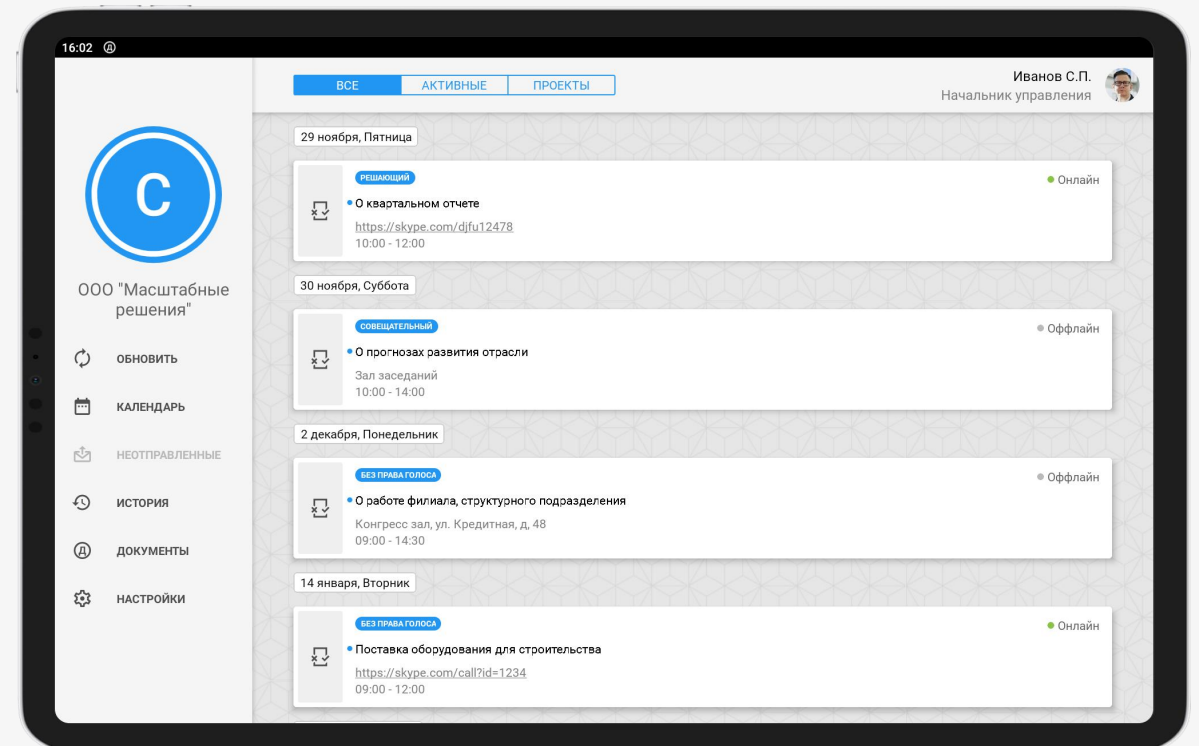 16:02 Д
ВСЕ
АКТИВНЫЕ
ПРОЕКТЫ
Иванов С.П.
Начальник управления
С
ООО "Масштабные
решения"
ОБНОВИТЬ
КАЛЕНДАРЬ
НЕОТПРАВЛЕННЫЕ
ИСТОРИЯ
Д ДОКУМЕНТЫ
НАСТРОЙКИ
29 ноября, Пятница
РЕШАЮЩИЙ
Онлайн
О квартальном отчете
https://skype.com/djfu12478
10:00 - 12:00
30 ноября, Суббота
СОВЕЩАТЕЛЬНЫЙ
Оффлайн
О прогнозах развития отрасли
Зал заседаний
10:00 - 14:00
2 декабря, Понедельник
БЕЗ ПРАВА ГОЛОСА
Оффлайн
О работе филиала, структурного подразделения
Конгресс зал, ул. Кредитная, д, 48
09:00 - 14:30
14 января, Вторник
БЕЗ ПРАВА ГОЛОСА
Онлайн
Поставка оборудования для строительства
https://skype.com/call?id=1234
09:00 - 12:00